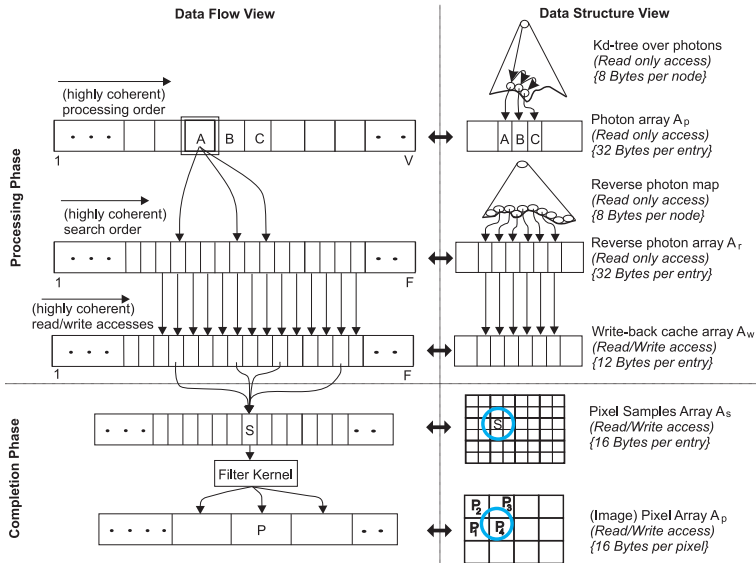 Data Flow View
Data Structure View
Processing Phase
Completion Phase
(highly coherent)
processing order
A B C
1 V
Kd-tree over photons
(Read only access)
{8 Bytes per node}
A B C
Photon array Ap
(Read only access)
{32 Bytes per entry}
(highly coherent)
search order
1 F
Reverse photon map
(Read only access)
{8 Bytes per node}
Reverse photon array Ar
(Read only access)
{32 Bytes per entry}
(highly coherent)
read/write accesses
1 F
Write-back cache array Aw
(Read/Write access)
{12 Bytes per entry}
S
S
Pixel Samples Array As
(Read/Write access)
{16 Bytes per entry}
Filter Kernel
P
P2 P3
P1 P4
(Image) Pixel Array Ap
(Read/Write access)
{16 Bytes per pixel}